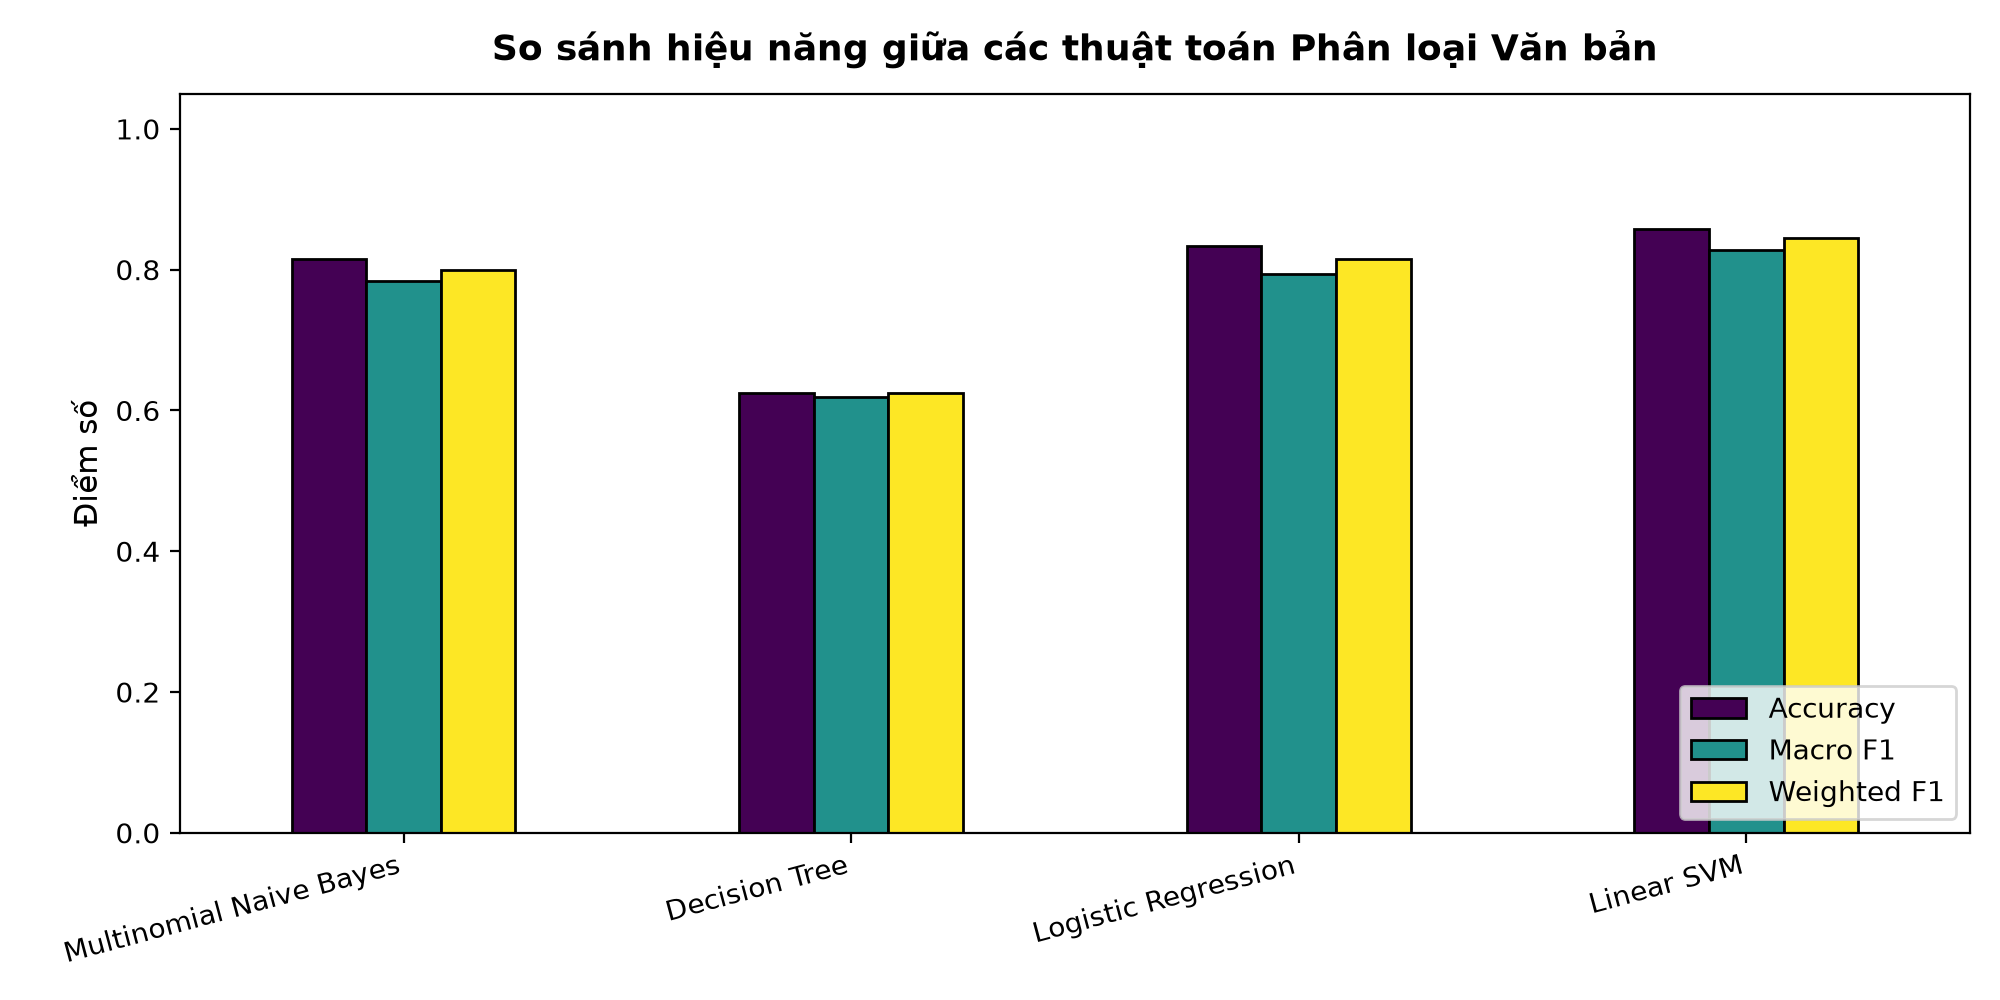 So sánh hiệu năng giữa các thuật toán Phân loại Văn bản
Điểm số
1.0
0.8
0.6
0.4
0.2
0.0
Multinomial Naive Bayes
Decision Tree
Logistic Regression
Linear SVM
Accuracy
Macro F1
Weighted F1